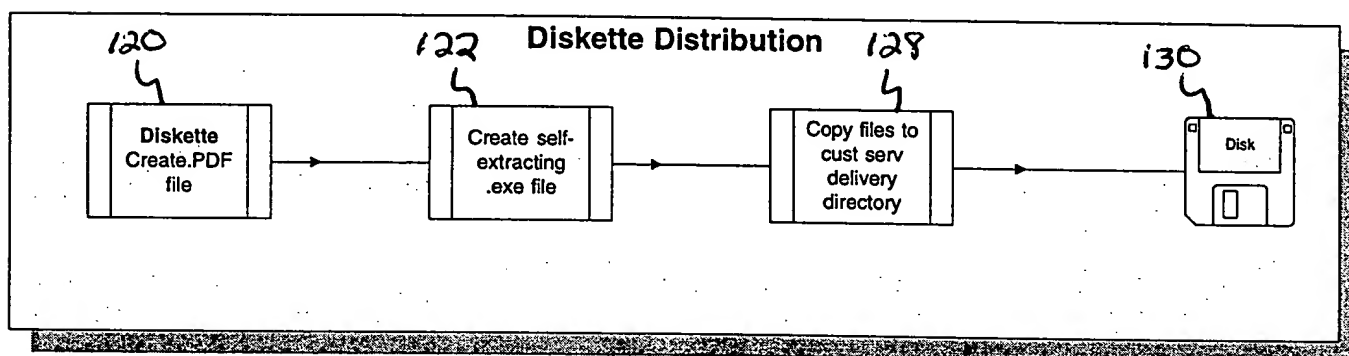 Diskette Distribution
120
122
128
130
Diskette
Create.PDF
file
Create self-
extracting
.exe file
Copy files to
cust serv
delivery
directory
Disk